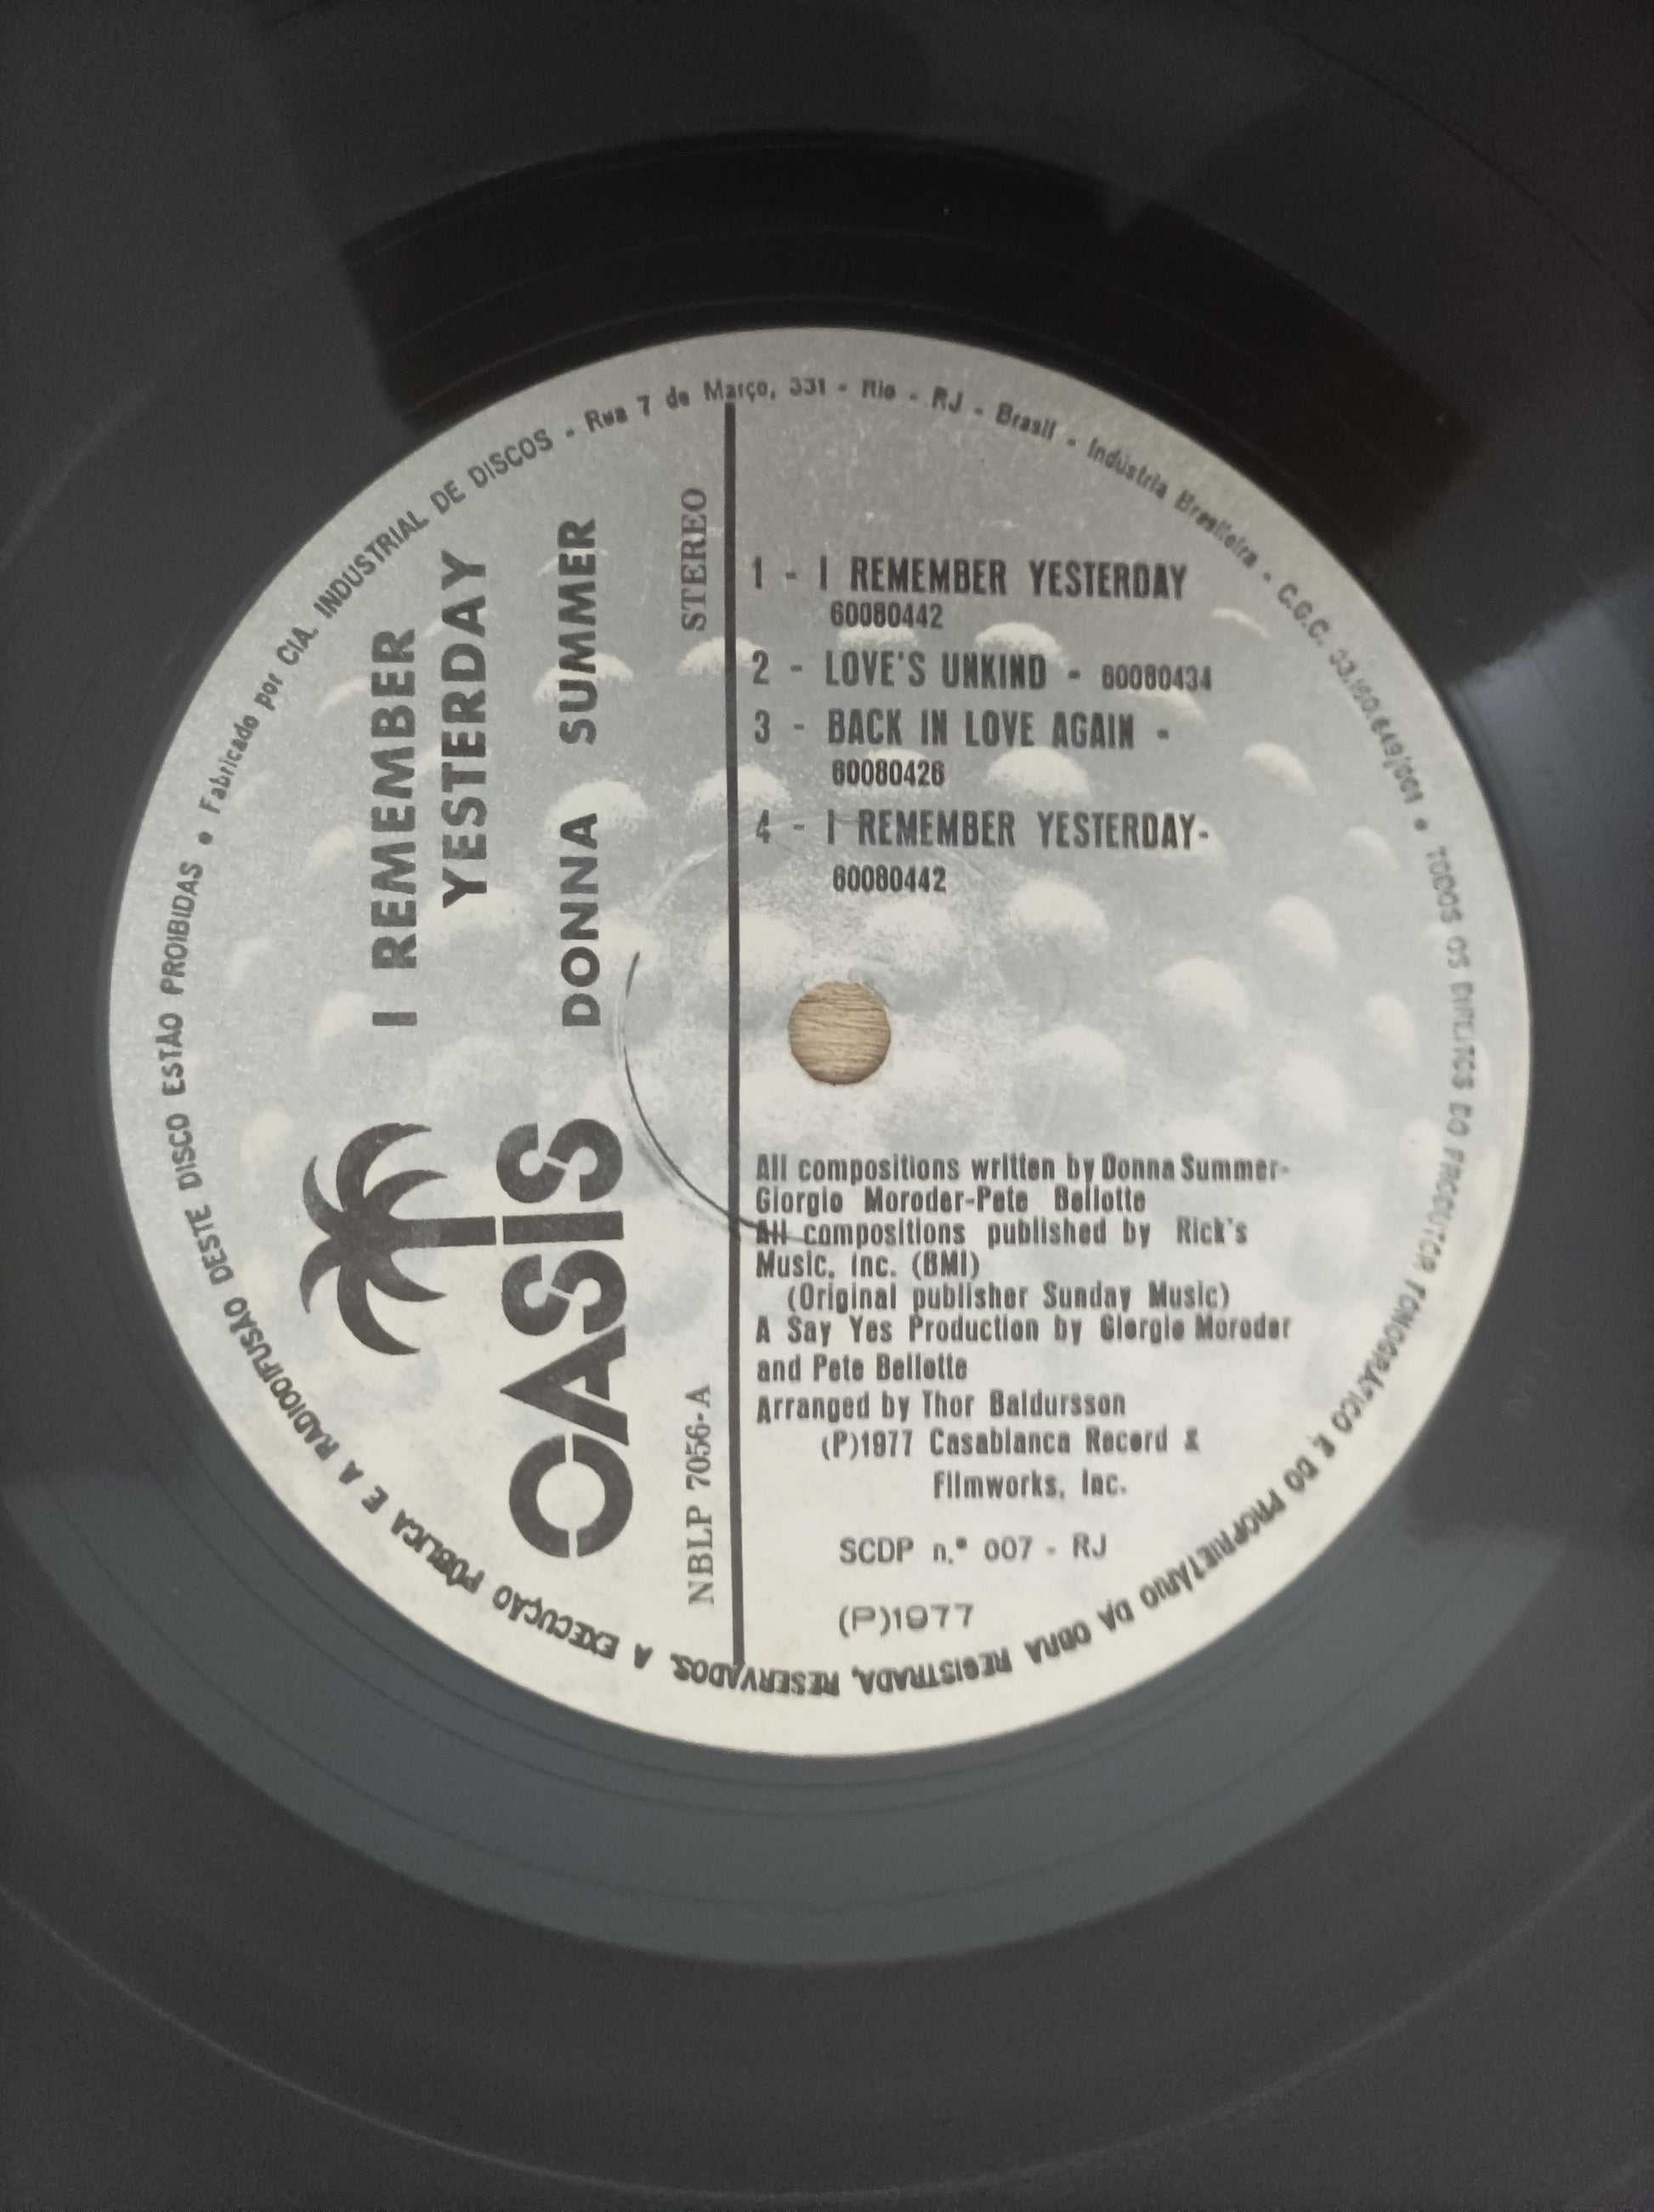 I REMEMBER
YESTERDAY
DONNA SUMMER
OASIS
STEREO
NBLP 7056-A
1 - I REMEMBER YESTERDAY
60080442
2 - LOVE'S UNKIND - 60080434
3 - BACK IN LOVE AGAIN -
60080426
4 - I REMEMBER YESTERDAY-
60080442
All compositions written by Donna Summer-
Giorgio Moroder-Pete Bellotte
All compositions published by Rick's
Music, Inc. (BMI)
(Original publisher Sunday Music)
A Say Yes Production by Giorgio Moroder
and Pete Bellotte
Arranged by Thor Baldursson
(P)1977 Casablanca Record &
Filmworks, Inc.
SCDP n.º 007 - RJ
(P)1977
• Fabricado por CIA. INDUSTRIAL DE DISCOS - Rua 7 de Março, 331 - Rio - RJ - Brasil - Indústria Brasileira - C.G.C. 33.160.649/001 • TODOS OS DIREITOS DO PRODUTOR FONOGRÁFICO E DO PROPRIETÁRIO DA OBRA REGISTRADA, RESERVADOS. A EXECUÇÃO PÚBLICA E A RADIODIFUSÃO DESTE DISCO ESTÃO PROIBIDAS